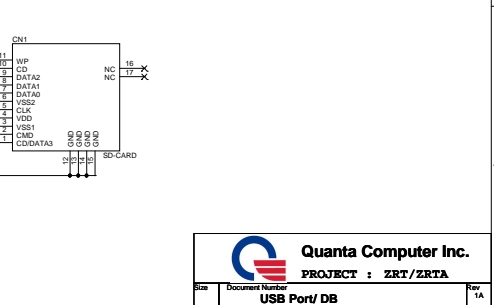 CN1
11 WP
10 CD
9 DATA2
8 DATA1
7 DATA0
6 VSS2
5 CLK
4 VDD
3 VSS1
2 CMD
1 CD/DATA3
NC 16
NC 17
GND GND GND GND
12 13 14 15
SD-CARD
Quanta Computer Inc.
PROJECT : ZRT/ZRTA
Size Document Number Rev
USB Port/ DB 1A